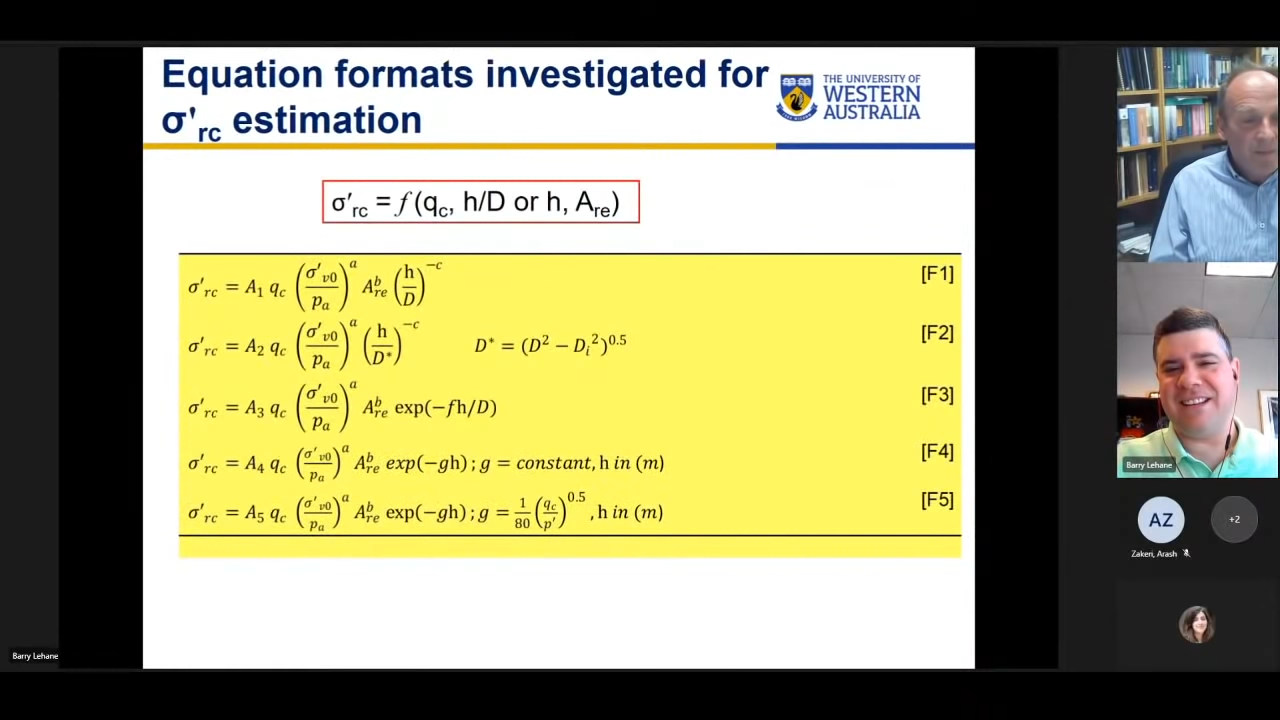 Equation formats investigated for
σ'rc estimation
THE UNIVERSITY OF
WESTERN
AUSTRALIA
σ′rc = f (qc, h/D or h, Are)
σ′rc = A1 qc (σ′v0/pa)^a Are^b (h/D)^−c [F1]
σ′rc = A2 qc (σ′v0/pa)^a (h/D*)^−c D* = (D² − Di²)^0.5 [F2]
σ′rc = A3 qc (σ′v0/pa)^a Are^b exp(−fh/D) [F3]
σ′rc = A4 qc (σ′v0/pa)^a Are^b exp(−gh) ; g = constant, h in (m) [F4]
σ′rc = A5 qc (σ′v0/pa)^a Are^b exp(−gh) ; g = 1/80 (qc/p′)^0.5, h in (m) [F5]
Barry Lehane
AZ
+2
Zakeri, Arash
Barry Lehane